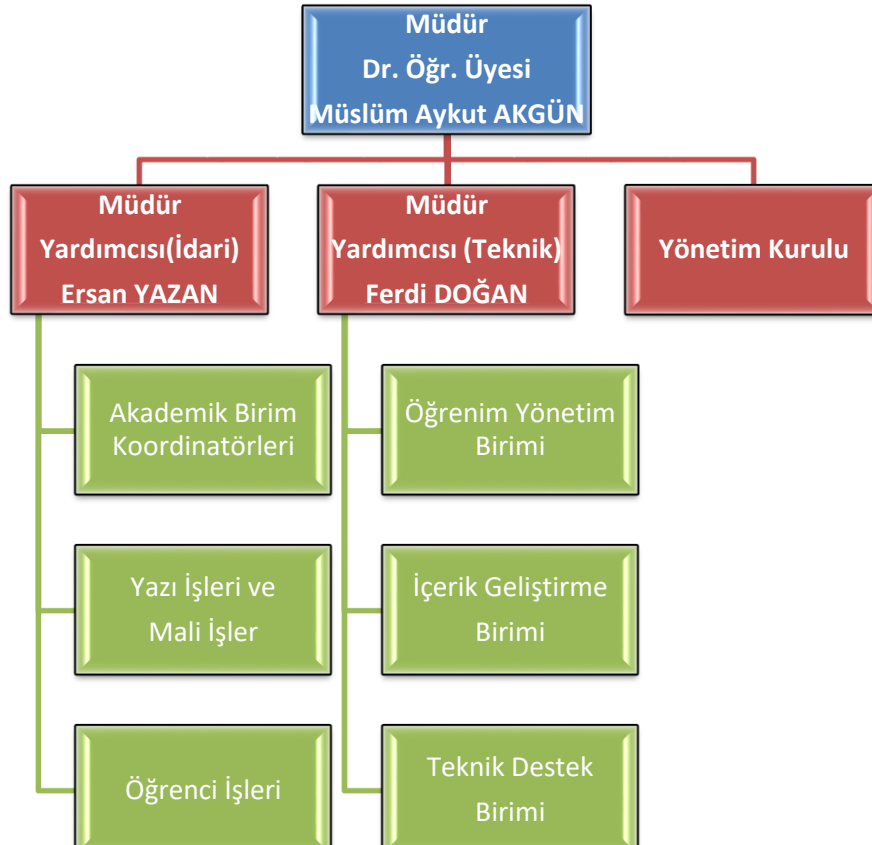 Müdür
Dr. Öğr. Üyesi
Müslüm Aykut AKGÜN
Müdür
Yardımcısı(İdari)
Ersan YAZAN
Müdür
Yardımcısı (Teknik)
Ferdi DOĞAN
Yönetim Kurulu
Akademik Birim
Koordinatörleri
Yazı İşleri ve
Mali İşler
Öğrenci İşleri
Öğrenim Yönetim
Birimi
İçerik Geliştirme
Birimi
Teknik Destek
Birimi